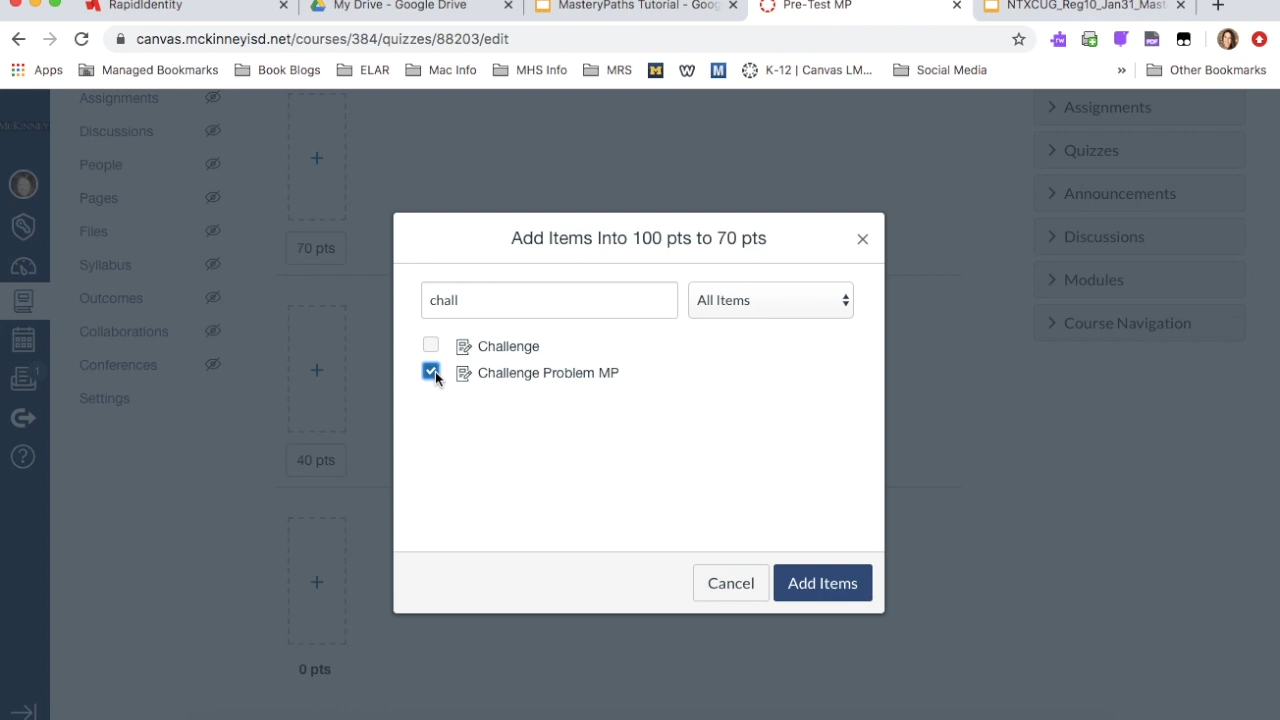 RapidIdentity
My Drive - Google Drive
MasteryPaths Tutorial - Goog
Pre-Test MP
NTXCUG_Reg10_Jan31_Mast
canvas.mckinneyisd.net/courses/384/quizzes/88203/edit
Apps
Managed Bookmarks
Book Blogs
ELAR
Mac Info
MHS Info
MRS
K-12 | Canvas LM...
Social Media
»
Other Bookmarks
McKINNEY
Assignments
Discussions
People
Pages
Files
Syllabus
Outcomes
Collaborations
Conferences
Settings
1
70 pts
40 pts
0 pts
Add Items Into 100 pts to 70 pts
chall
All Items
Challenge
Challenge Problem MP
Cancel
Add Items
Assignments
Quizzes
Announcements
Discussions
Modules
Course Navigation